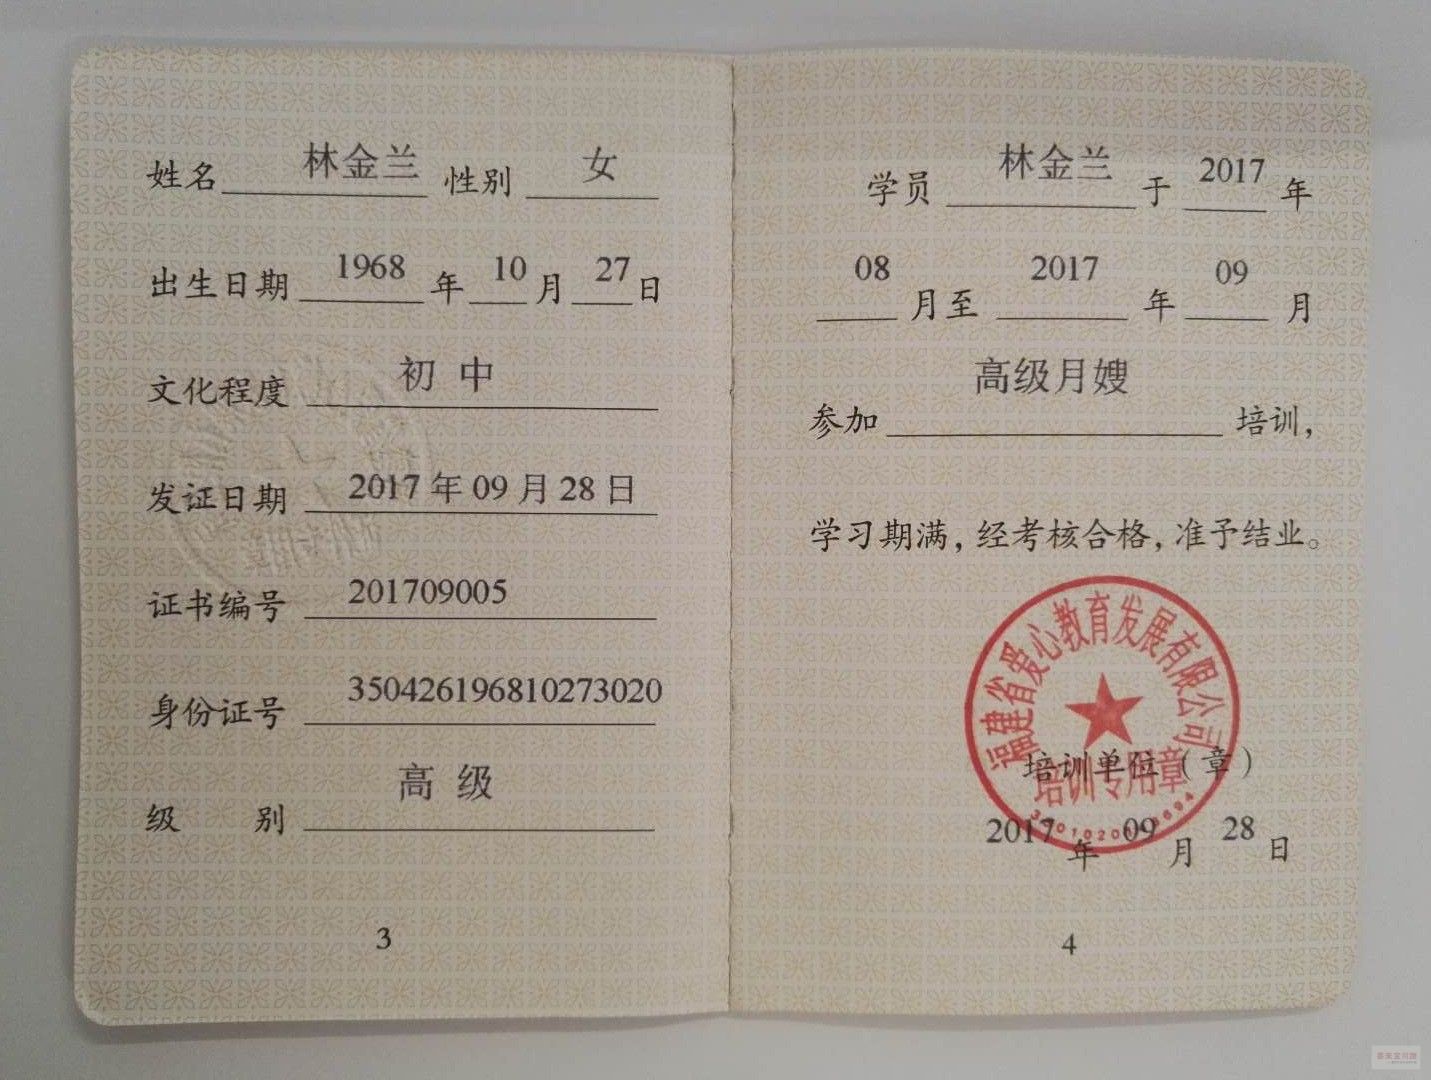 姓名 林金兰 性别 女
出生日期 1968 年 10 月 27 日
文化程度 初 中
发证日期 2017 年 09 月 28 日
证书编号 201709005
身份证号 350426196810273020
级 别 高 级
3
学员 林金兰 于 2017 年
08 月至 2017 年 09 月
参加 高级月嫂 培训，
学习期满，经考核合格，准予结业。
福建省爱心教育发展有限公司
培训专用章
培训单位（章）
2017 年 09 月 28 日
4